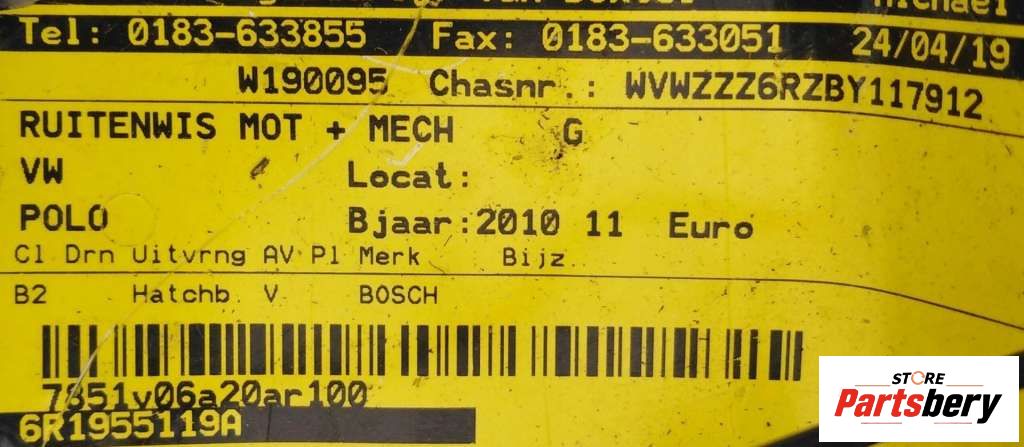 Michael
Tel: 0183-633855 Fax: 0183-633051 24/04/19
W190095 Chasnr.: WVWZZZ6RZBY117912
RUITENWIS MOT + MECH G
VW Locat:
POLO Bjaar:2010 11 Euro
Cl Drn Uitvrng AV Pl Merk Bijz.
B2 Hatchb. V BOSCH
7851v06a20ar100
6R1955119A
STORE
Partsbery